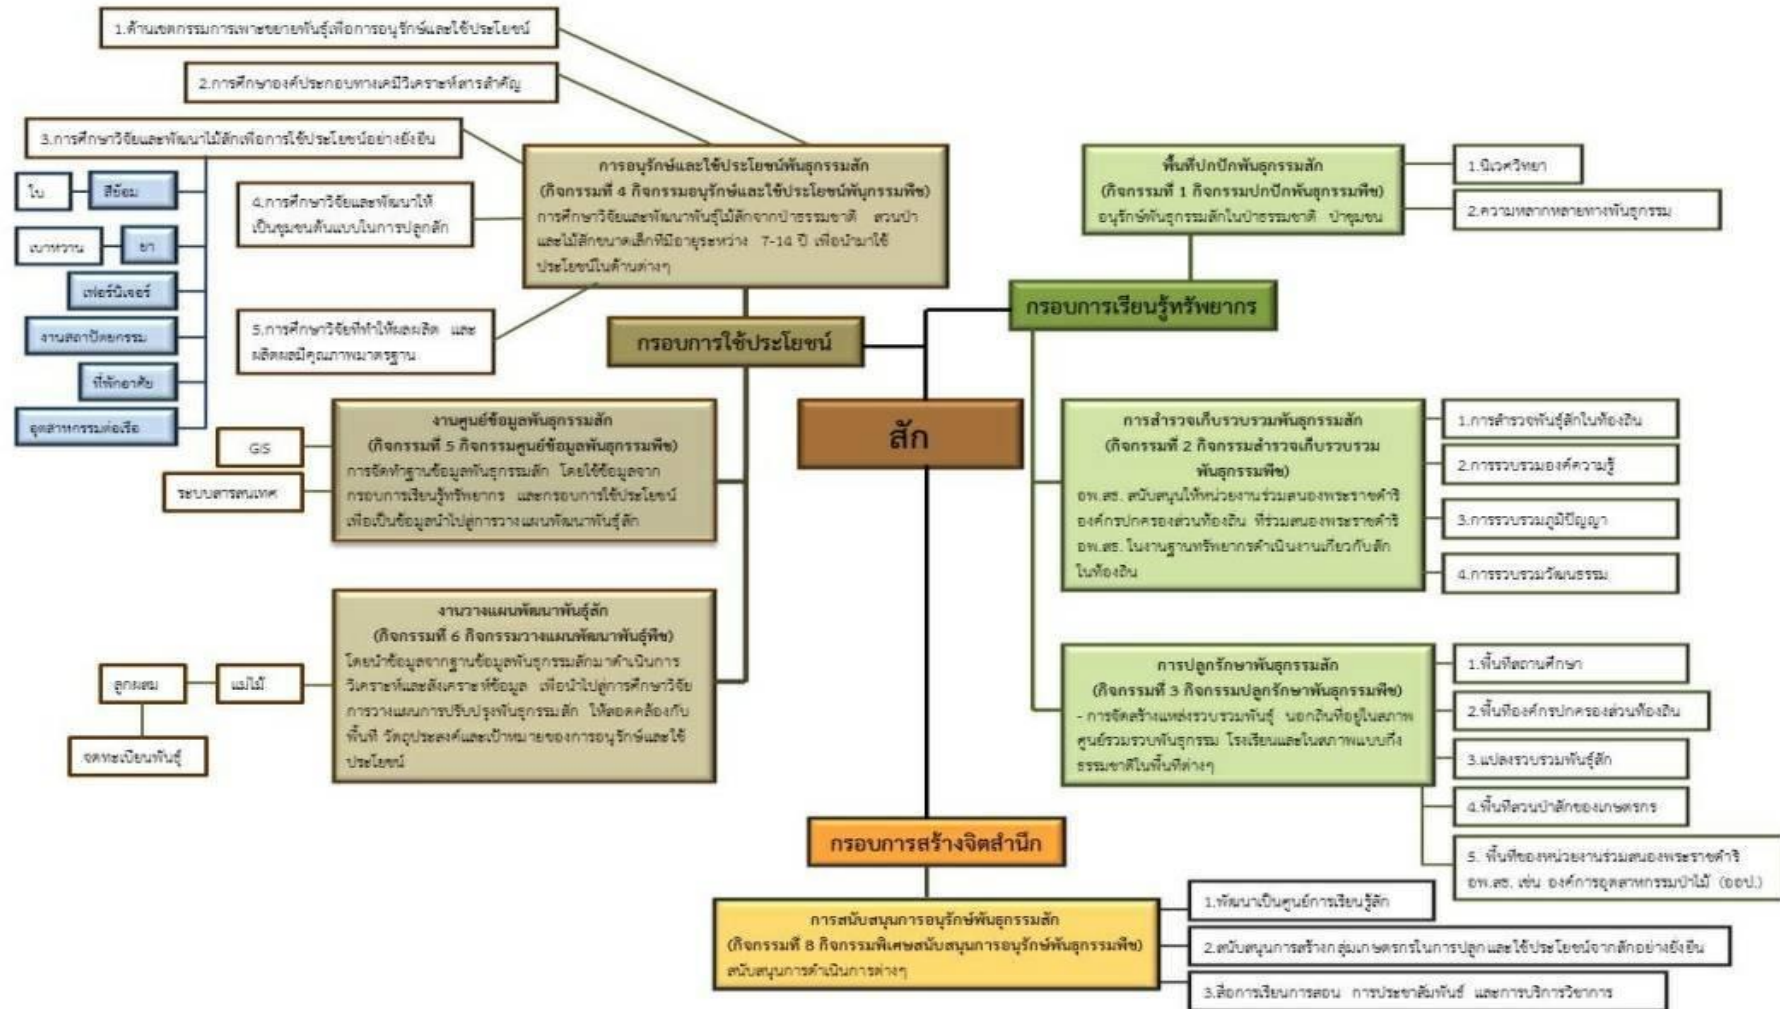 1.ด้านเขตกรรมการเพาะขยายพันธุ์เพื่อการอนุรักษ์และใช้ประโยชน์
2.การศึกษาองค์ประกอบทางเคมีวิเคราะห์สารสำคัญ
3.การศึกษาวิจัยและพัฒนาไม้สักเพื่อการใช้ประโยชน์อย่างยั่งยืน
ใบ
สีย้อม
เบาหวาน
ยา
เฟอร์นิเจอร์
งานสถาปัตยกรรม
ที่พักอาศัย
อุตสาหกรรมต่อเรือ
4.การศึกษาวิจัยและพัฒนาให้
เป็นชุมชนต้นแบบในการปลูกสัก
5.การศึกษาวิจัยที่ทำให้ผลผลิต และ
ผลิตผลมีคุณภาพมาตรฐาน
การอนุรักษ์และใช้ประโยชน์พันธุกรรมสัก
(กิจกรรมที่ 4 กิจกรรมอนุรักษ์และใช้ประโยชน์พันุกรรมพืช)
การศึกษาวิจัยและพัฒนาพันธุ์ไม้สักจากป่าธรรมชาติ สวนป่า
และไม้สักขนาดเล็กที่มีอายุระหว่าง 7-14 ปี เพื่อนำมาใช้
ประโยชน์ในด้านต่างๆ
กรอบการใช้ประโยชน์
งานศูนย์ข้อมูลพันธุกรรมสัก
(กิจกรรมที่ 5 กิจกรรมศูนย์ข้อมูลพันธุกรรมพืช)
การจัดทำฐานข้อมูลพันธุกรรมสัก โดยใช้ข้อมูลจาก
กรอบการเรียนรู้ทรัพยากร และกรอบการใช้ประโยชน์
เพื่อเป็นข้อมูลนำไปสู่การวางแผนพัฒนาพันธุ์สัก
GIS
ระบบสารสนเทศ
งานวางแผนพัฒนาพันธุ์สัก
(กิจกรรมที่ 6 กิจกรรมวางแผนพัฒนาพันธุ์พืช)
โดยนำข้อมูลจากฐานข้อมูลพันธุกรรมสักมาดำเนินการ
วิเคราะห์และสังเคราะห์ข้อมูล เพื่อนำไปสู่การศึกษาวิจัย
การวางแผนการปรับปรุงพันธุกรรมสัก ให้สอดคล้องกับ
พื้นที่ วัตถุประสงค์และเป้าหมายของการอนุรักษ์และใช้
ประโยชน์
ลูกผสม
แม่ไม้
จดทะเบียนพันธุ์
สัก
พื้นที่ปกปักพันธุกรรมสัก
(กิจกรรมที่ 1 กิจกรรมปกปักพันธุกรรมพืช)
อนุรักษ์พันธุกรรมสักในป่าธรรมชาติ ป่าชุมชน
1.นิเวศวิทยา
2.ความหลากหลายทางพันธุกรรม
กรอบการเรียนรู้ทรัพยากร
การสำรวจเก็บรวบรวมพันธุกรรมสัก
(กิจกรรมที่ 2 กิจกรรมสำรวจเก็บรวบรวม
พันธุกรรมพืช)
อพ.สธ. สนับสนุนให้หน่วยงานร่วมสนองพระราชดำริ
องค์กรปกครองส่วนท้องถิ่น ที่ร่วมสนองพระราชดำริ
อพ.สธ. ในงานฐานทรัพยากรดำเนินงานเกี่ยวกับสัก
ในท้องถิ่น
1.การสำรวจพันธุ์สักในท้องถิ่น
2.การรวบรวมองค์ความรู้
3.การรวบรวมภูมิปัญญา
4.การรวบรวมวัฒนธรรม
การปลูกรักษาพันธุกรรมสัก
(กิจกรรมที่ 3 กิจกรรมปลูกรักษาพันธุกรรมพืช)
- การจัดสร้างแหล่งรวบรวมพันธุ์ นอกถิ่นที่อยู่ในสภาพ
ศูนย์รวมรวบพันธุกรรม โรงเรียนและในสภาพแบบกึ่ง
ธรรมชาติในพื้นที่ต่างๆ
1.พื้นที่สถานศึกษา
2.พื้นที่องค์กรปกครองส่วนท้องถิ่น
3.แปลงรวบรวมพันธุ์สัก
4.พื้นที่สวนป่าสักของเกษตรกร
5. พื้นที่ของหน่วยงานร่วมสนองพระราชดำริ
อพ.สธ. เช่น องค์การอุตสาหกรรมป่าไม้ (ออป.)
กรอบการสร้างจิตสำนึก
การสนับสนุนการอนุรักษ์พันธุกรรมสัก
(กิจกรรมที่ 8 กิจกรรมพิเศษสนับสนุนการอนุรักษ์พันธุกรรมพืช)
สนับสนุนการดำเนินการต่างๆ
1.พัฒนาเป็นศูนย์การเรียนรู้สัก
2.สนับสนุนการสร้างกลุ่มเกษตรกรในการปลูกและใช้ประโยชน์จากสักอย่างยั่งยืน
3.สื่อการเรียนการสอน การประชาสัมพันธ์ และการบริการวิชาการ